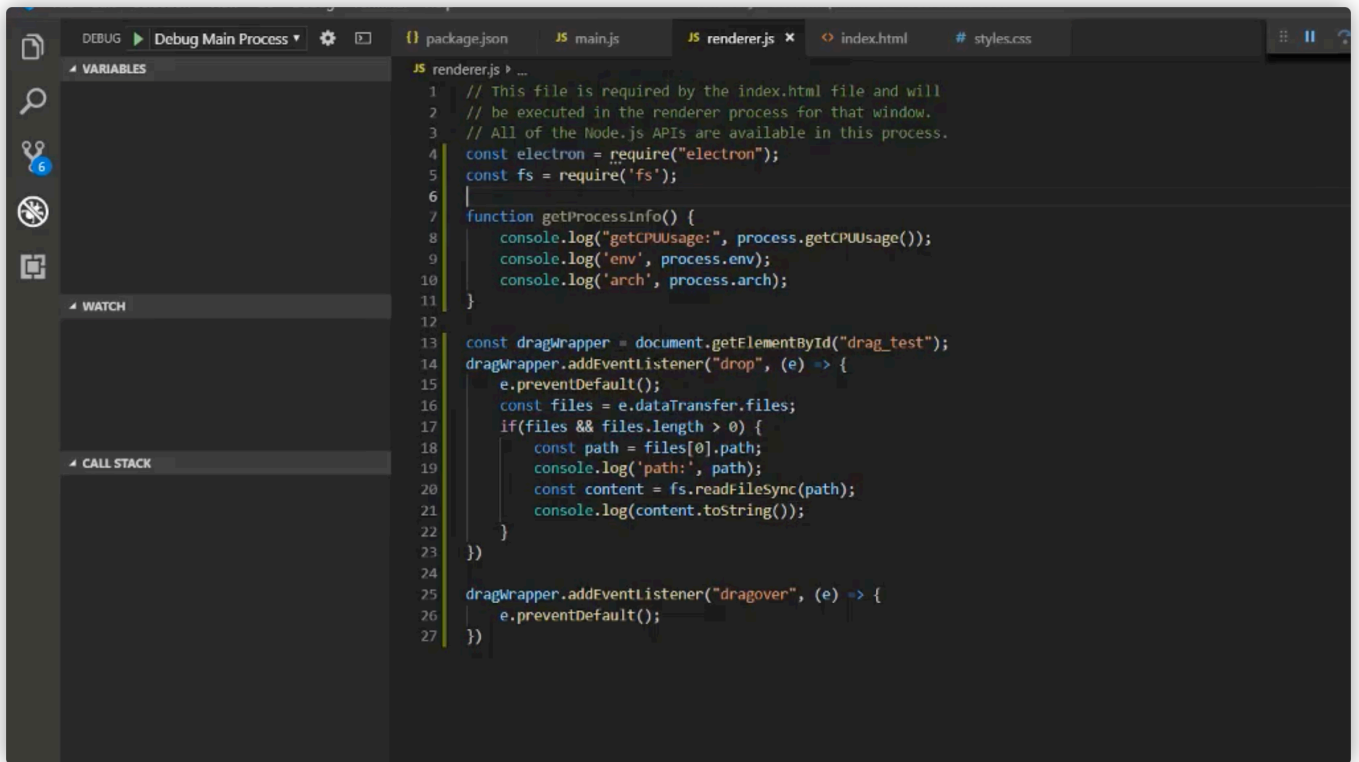 DEBUG Debug Main Process
VARIABLES
WATCH
CALL STACK
6
{} package.json JS main.js JS renderer.js × <> index.html # styles.css
JS renderer.js ...
1 // This file is required by the index.html file and will
2 // be executed in the renderer process for that window.
3 // All of the Node.js APIs are available in this process.
4 const electron = require("electron");
5 const fs = require('fs');
6
7 function getProcessInfo() {
8 console.log("getCPUUsage:", process.getCPUUsage());
9 console.log('env', process.env);
10 console.log('arch', process.arch);
11 }
12
13 const dragWrapper = document.getElementById("drag_test");
14 dragWrapper.addEventListener("drop", (e) => {
15 e.preventDefault();
16 const files = e.dataTransfer.files;
17 if(files && files.length > 0) {
18 const path = files[0].path;
19 console.log('path:', path);
20 const content = fs.readFileSync(path);
21 console.log(content.toString());
22 }
23 })
24
25 dragWrapper.addEventListener("dragover", (e) => {
26 e.preventDefault();
27 })